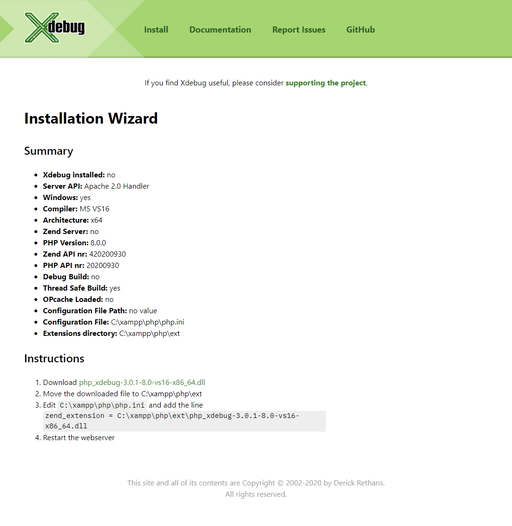 Xdebug
Install Documentation Report Issues GitHub
If you find Xdebug useful, please consider supporting the project.
Installation Wizard
Summary
Xdebug installed: no
Server API: Apache 2.0 Handler
Windows: yes
Compiler: MS VS16
Architecture: x64
Zend Server: no
PHP Version: 8.0.0
Zend API nr: 420200930
PHP API nr: 20200930
Debug Build: no
Thread Safe Build: yes
OPcache Loaded: no
Configuration File Path: no value
Configuration File: C:\xampp\php\php.ini
Extensions directory: C:\xampp\php\ext
Instructions
1. Download php_xdebug-3.0.1-8.0-vs16-x86_64.dll
2. Move the downloaded file to C:\xampp\php\ext
3. Edit C:\xampp\php\php.ini and add the line
zend_extension = C:\xampp\php\ext\php_xdebug-3.0.1-8.0-vs16-
x86_64.dll
4. Restart the webserver
This site and all of its contents are Copyright © 2002-2020 by Derick Rethans.
All rights reserved.